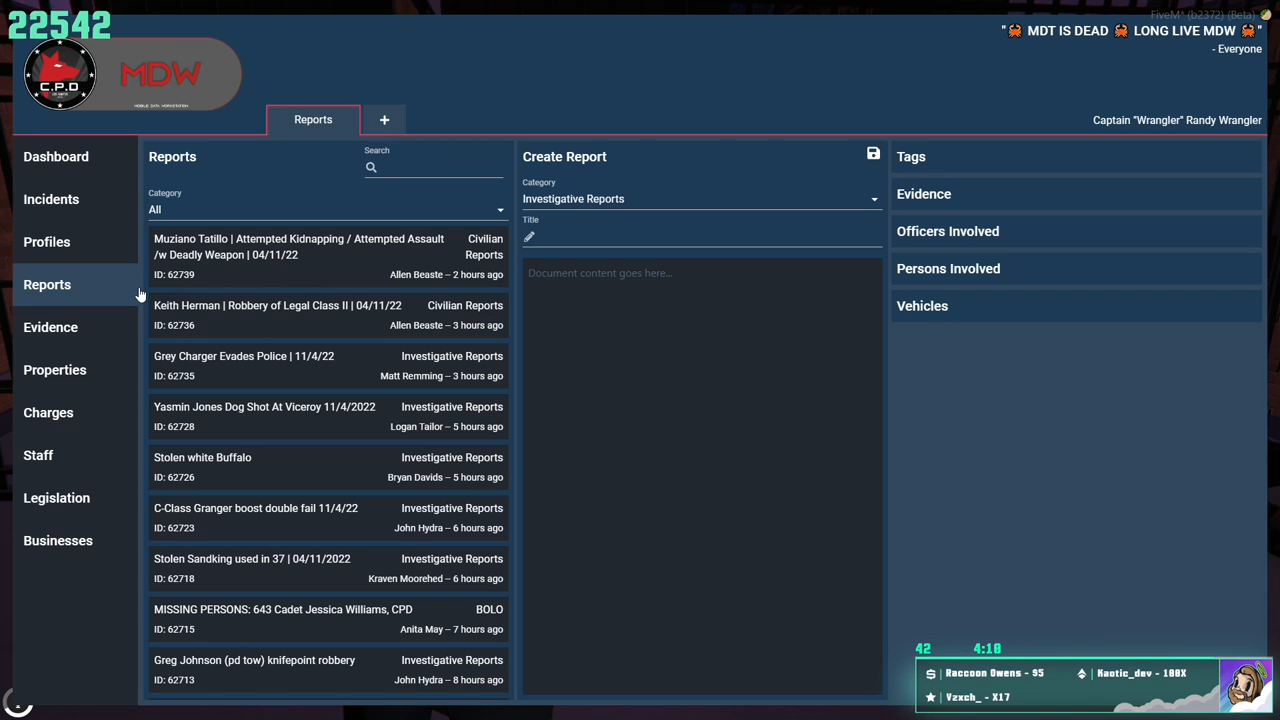 22542
FiveM® (b2372) (Beta)
" MDT IS DEAD LONG LIVE MDW "
- Everyone
C.P.D
MDW
MOBILE DATA WORKSTATION
Reports
+
Captain "Wrangler" Randy Wrangler
Dashboard
Incidents
Profiles
Reports
Evidence
Properties
Charges
Staff
Legislation
Businesses
Reports
Search
Category
All
Muziano Tatillo | Attempted Kidnapping / Attempted Assault Civilian
/w Deadly Weapon | 04/11/22 Reports
ID: 62739 Allen Beaste – 2 hours ago
Keith Herman | Robbery of Legal Class II | 04/11/22 Civilian Reports
ID: 62736 Allen Beaste – 3 hours ago
Grey Charger Evades Police | 11/4/22 Investigative Reports
ID: 62735 Matt Remming – 3 hours ago
Yasmin Jones Dog Shot At Viceroy 11/4/2022 Investigative Reports
ID: 62728 Logan Tailor – 5 hours ago
Stolen white Buffalo Investigative Reports
ID: 62726 Bryan Davids – 5 hours ago
C-Class Granger boost double fail 11/4/22 Investigative Reports
ID: 62723 John Hydra – 6 hours ago
Stolen Sandking used in 37 | 04/11/2022 Investigative Reports
ID: 62718 Kraven Moorehed – 6 hours ago
MISSING PERSONS: 643 Cadet Jessica Williams, CPD BOLO
ID: 62715 Anita May – 7 hours ago
Greg Johnson (pd tow) knifepoint robbery Investigative Reports
ID: 62713 John Hydra – 8 hours ago
Create Report
Category
Investigative Reports
Title
Document content goes here...
Tags
Evidence
Officers Involved
Persons Involved
Vehicles
42 4:10
Raccoon Owens - $5 Kaotic_dev - 100X
Vzxch_ - X17